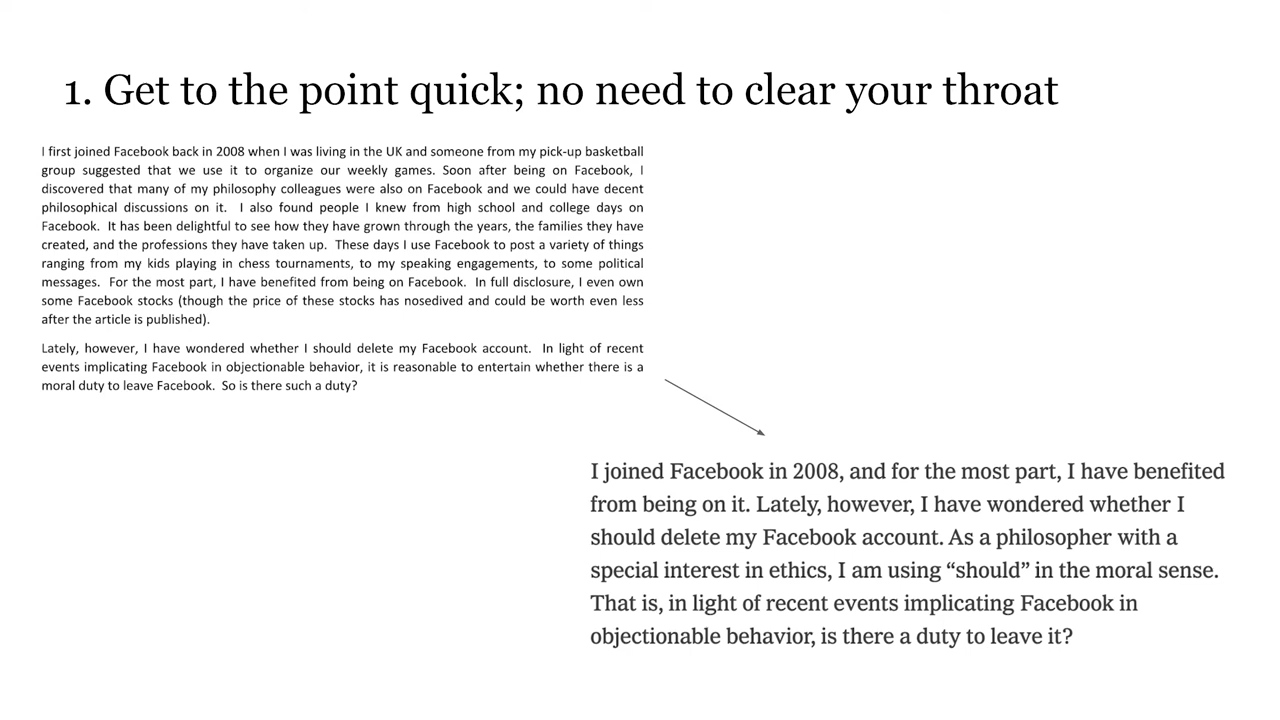 1. Get to the point quick; no need to clear your throat
I first joined Facebook back in 2008 when I was living in the UK and someone from my pick-up basketball
group suggested that we use it to organize our weekly games. Soon after being on Facebook, I
discovered that many of my philosophy colleagues were also on Facebook and we could have decent
philosophical discussions on it. I also found people I knew from high school and college days on
Facebook. It has been delightful to see how they have grown through the years, the families they have
created, and the professions they have taken up. These days I use Facebook to post a variety of things
ranging from my kids playing in chess tournaments, to my speaking engagements, to some political
messages. For the most part, I have benefited from being on Facebook. In full disclosure, I even own
some Facebook stocks (though the price of these stocks has nosedived and could be worth even less
after the article is published).
Lately, however, I have wondered whether I should delete my Facebook account. In light of recent
events implicating Facebook in objectionable behavior, it is reasonable to entertain whether there is a
moral duty to leave Facebook. So is there such a duty?
I joined Facebook in 2008, and for the most part, I have benefited
from being on it. Lately, however, I have wondered whether I
should delete my Facebook account. As a philosopher with a
special interest in ethics, I am using “should” in the moral sense.
That is, in light of recent events implicating Facebook in
objectionable behavior, is there a duty to leave it?